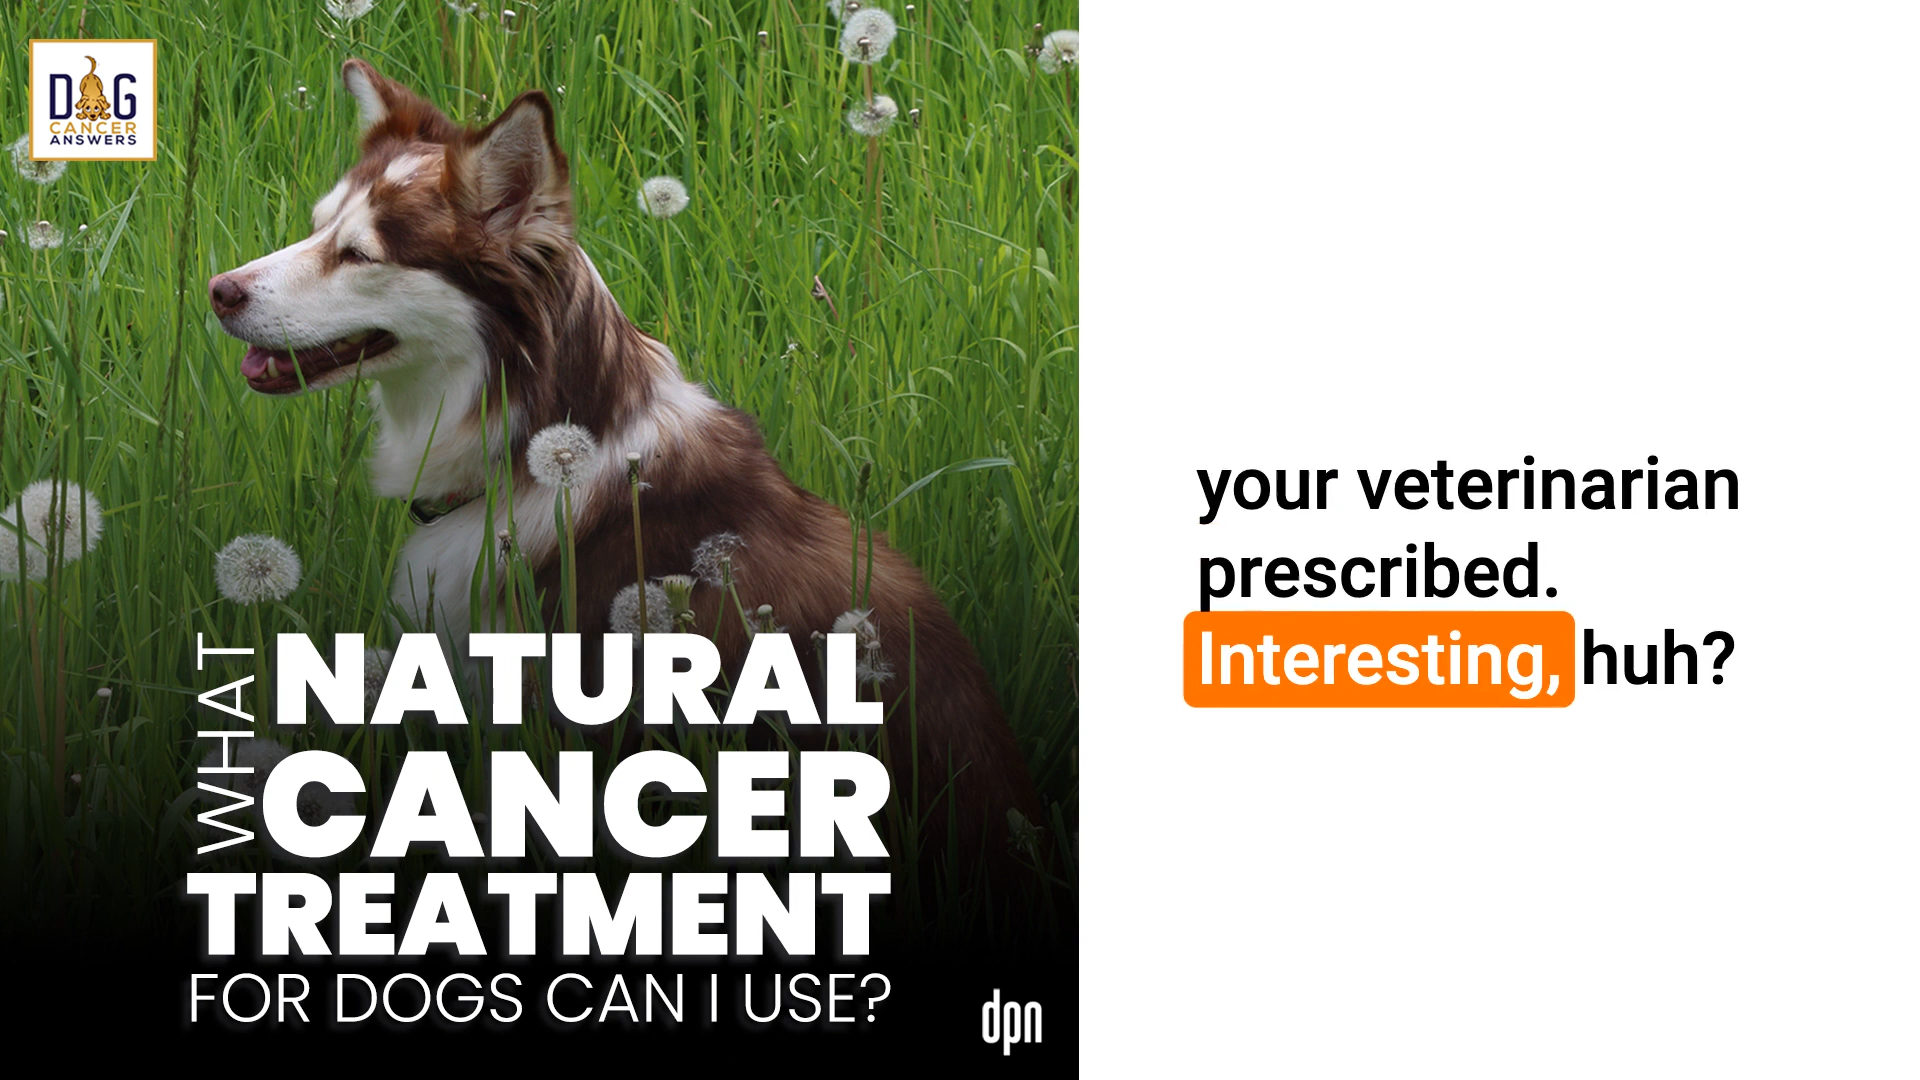 DOG
CANCER
ANSWERS
WHAT
NATURAL
CANCER
TREATMENT
FOR DOGS CAN I USE?
dpn
your veterinarian
prescribed.
Interesting, huh?